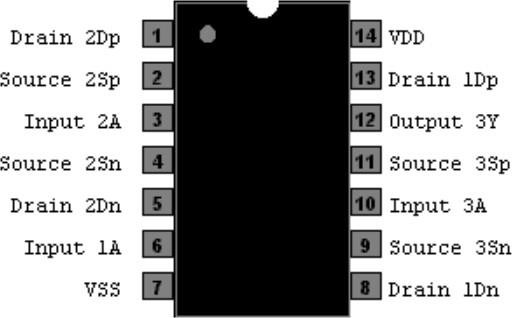 Drain 2Dp 1 14 VDD
Source 2Sp 2 13 Drain 1Dp
Input 2A 3 12 Output 3Y
Source 2Sn 4 11 Source 3Sp
Drain 2Dn 5 10 Input 3A
Input 1A 6 9 Source 3Sn
VSS 7 8 Drain 1Dn